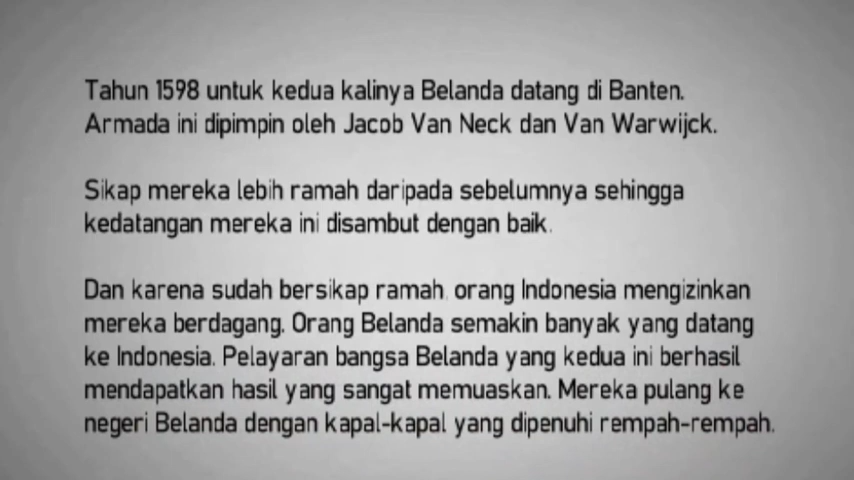 Tahun 1598 untuk kedua kalinya Belanda datang di Banten.
Armada ini dipimpin oleh Jacob Van Neck dan Van Warwijck.
Sikap mereka lebih ramah daripada sebelumnya sehingga
kedatangan mereka ini disambut dengan baik.
Dan karena sudah bersikap ramah, orang Indonesia mengizinkan
mereka berdagang. Orang Belanda semakin banyak yang datang
ke Indonesia. Pelayaran bangsa Belanda yang kedua ini berhasil
mendapatkan hasil yang sangat memuaskan. Mereka pulang ke
negeri Belanda dengan kapal-kapal yang dipenuhi rempah-rempah.